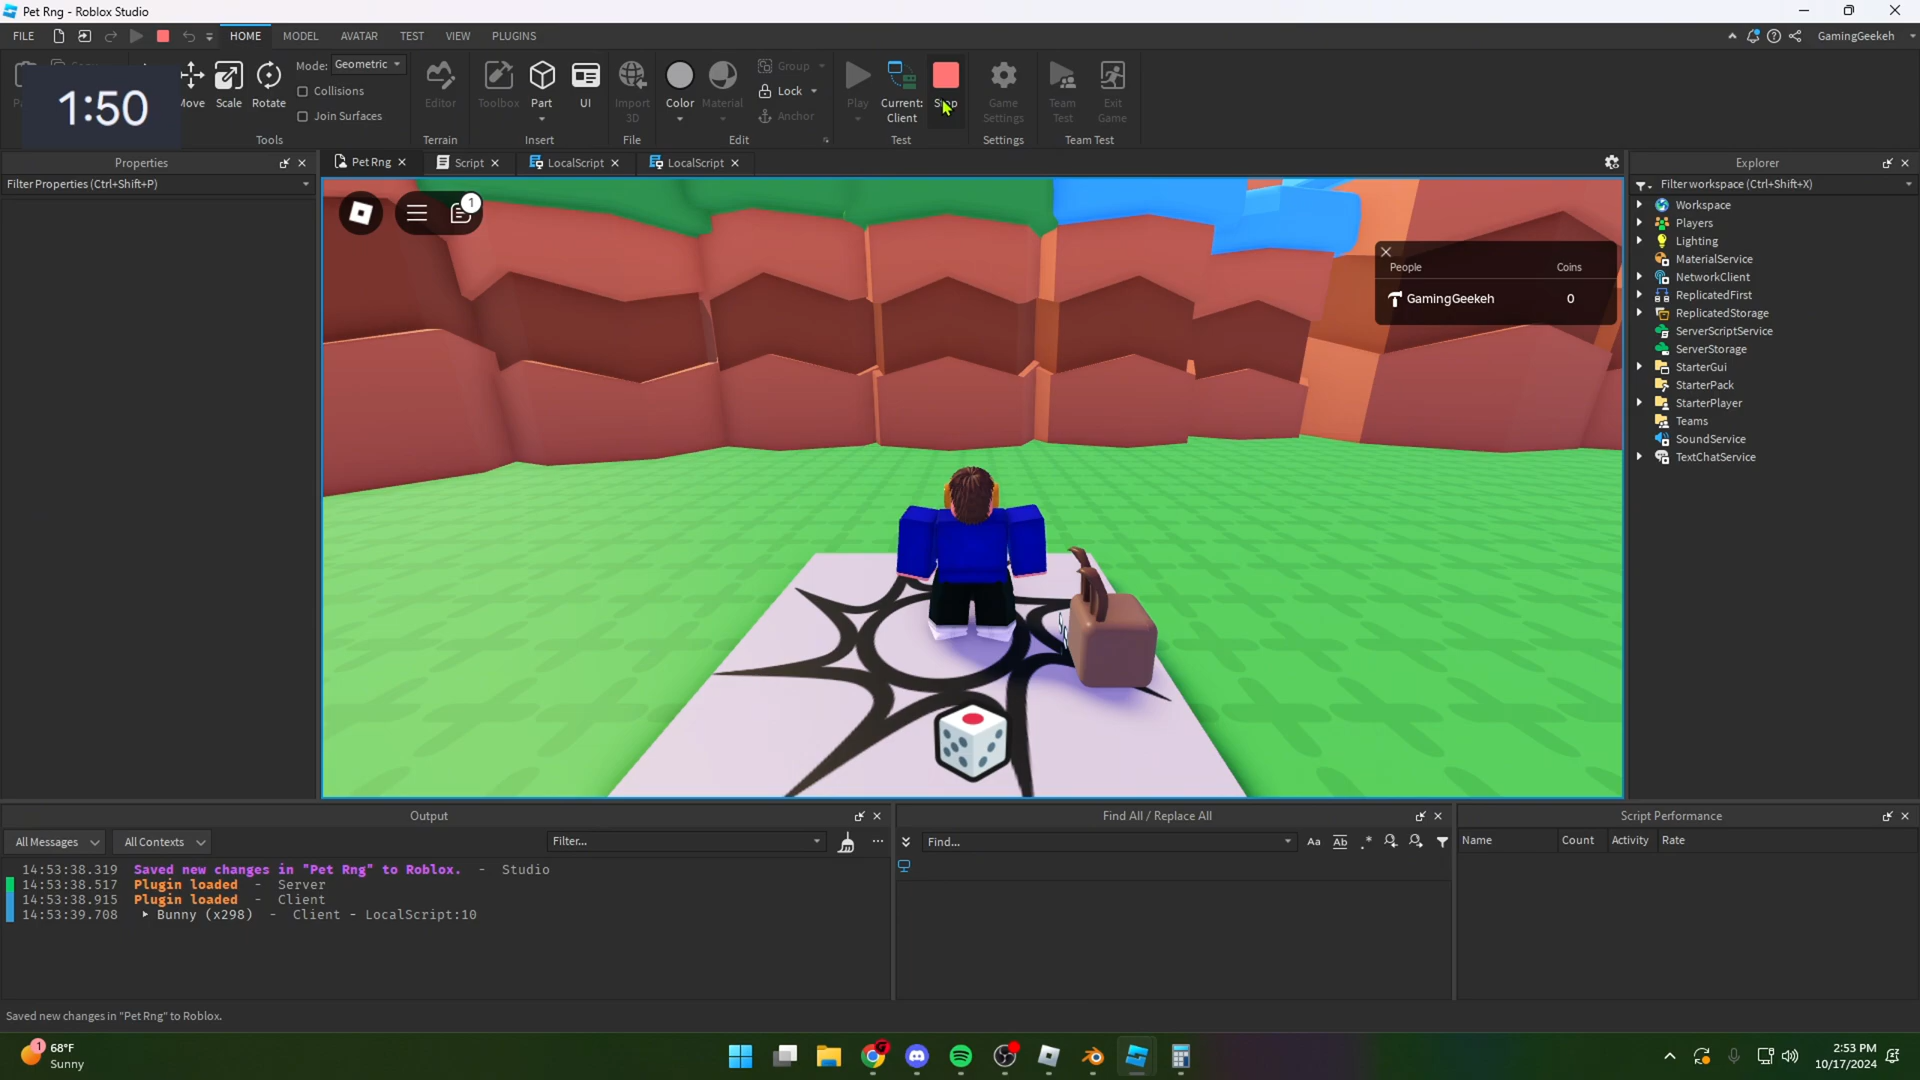 Pet Rng - Roblox Studio
FILE
HOME
MODEL
AVATAR
TEST
VIEW
PLUGINS
GamingGeekeh
1:50
Move
Scale
Rotate
Mode:
Geometric
Collisions
Join Surfaces
Tools
Editor
Terrain
Toolbox
Part
UI
Insert
Import
3D
File
Color
Material
Group
Lock
Anchor
Edit
Play
Current:
Client
Stop
Test
Game
Settings
Settings
Team
Test
Exit
Game
Team Test
Properties
Filter Properties (Ctrl+Shift+P)
Pet Rng
Script
LocalScript
LocalScript
Explorer
Filter workspace (Ctrl+Shift+X)
Workspace
Players
Lighting
MaterialService
NetworkClient
ReplicatedFirst
ReplicatedStorage
ServerScriptService
ServerStorage
StarterGui
StarterPack
StarterPlayer
Teams
SoundService
TextChatService
1
People Coins
GamingGeekeh 0
Output
All Messages
All Contexts
Filter...
14:53:38.319 Saved new changes in "Pet Rng" to Roblox. - Studio
14:53:38.517 Plugin loaded - Server
14:53:38.915 Plugin loaded - Client
14:53:39.708 Bunny (x298) - Client - LocalScript:10
Find All / Replace All
Find...
Aa
Ab
.*
Script Performance
Name Count Activity Rate
Saved new changes in "Pet Rng" to Roblox.
1
68°F
Sunny
2:53 PM
10/17/2024